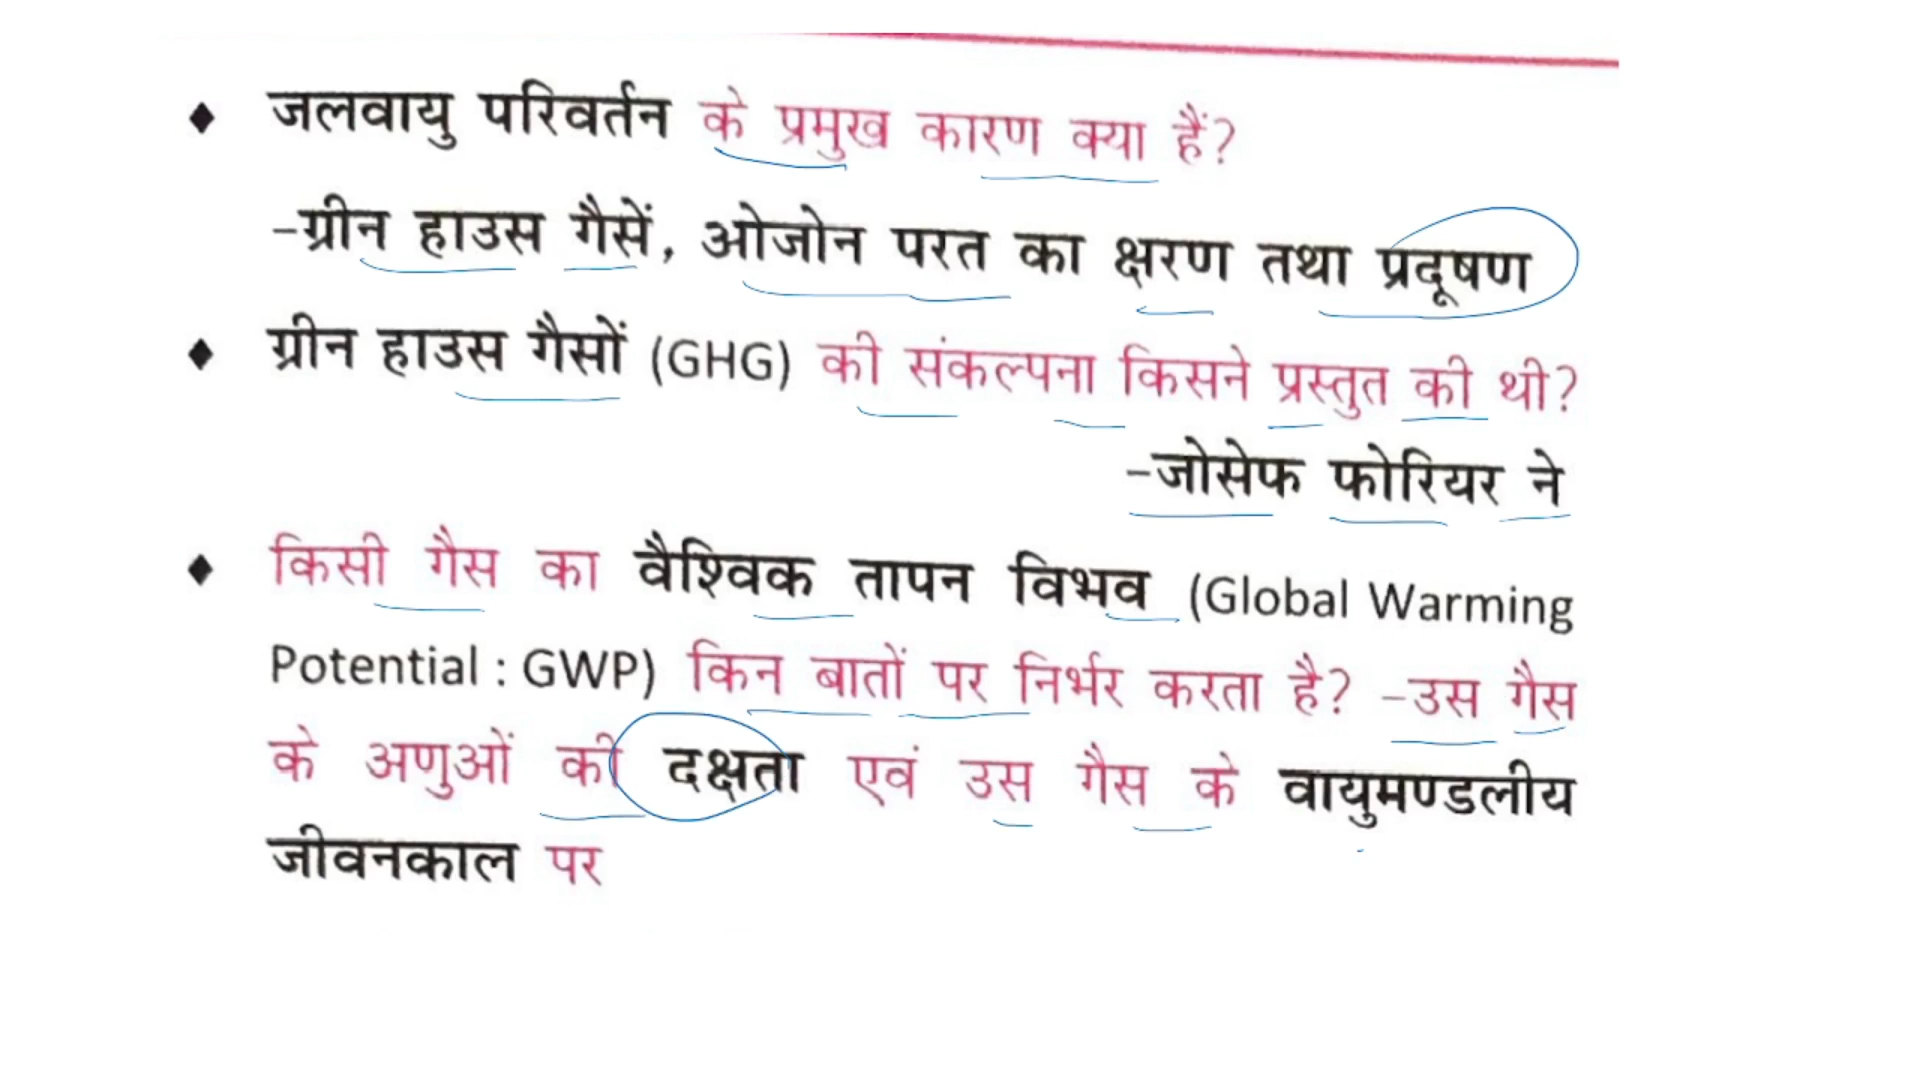 ♦ जलवायु परिवर्तन के प्रमुख कारण क्या हैं?
–ग्रीन हाउस गैसें, ओजोन परत का क्षरण तथा प्रदूषण
♦ ग्रीन हाउस गैसों (GHG) की संकल्पना किसने प्रस्तुत की थी?
–जोसेफ फोरियर ने
♦ किसी गैस का वैश्विक तापन विभव (Global Warming
Potential : GWP) किन बातों पर निर्भर करता है? –उस गैस
के अणुओं की दक्षता एवं उस गैस के वायुमण्डलीय
जीवनकाल पर